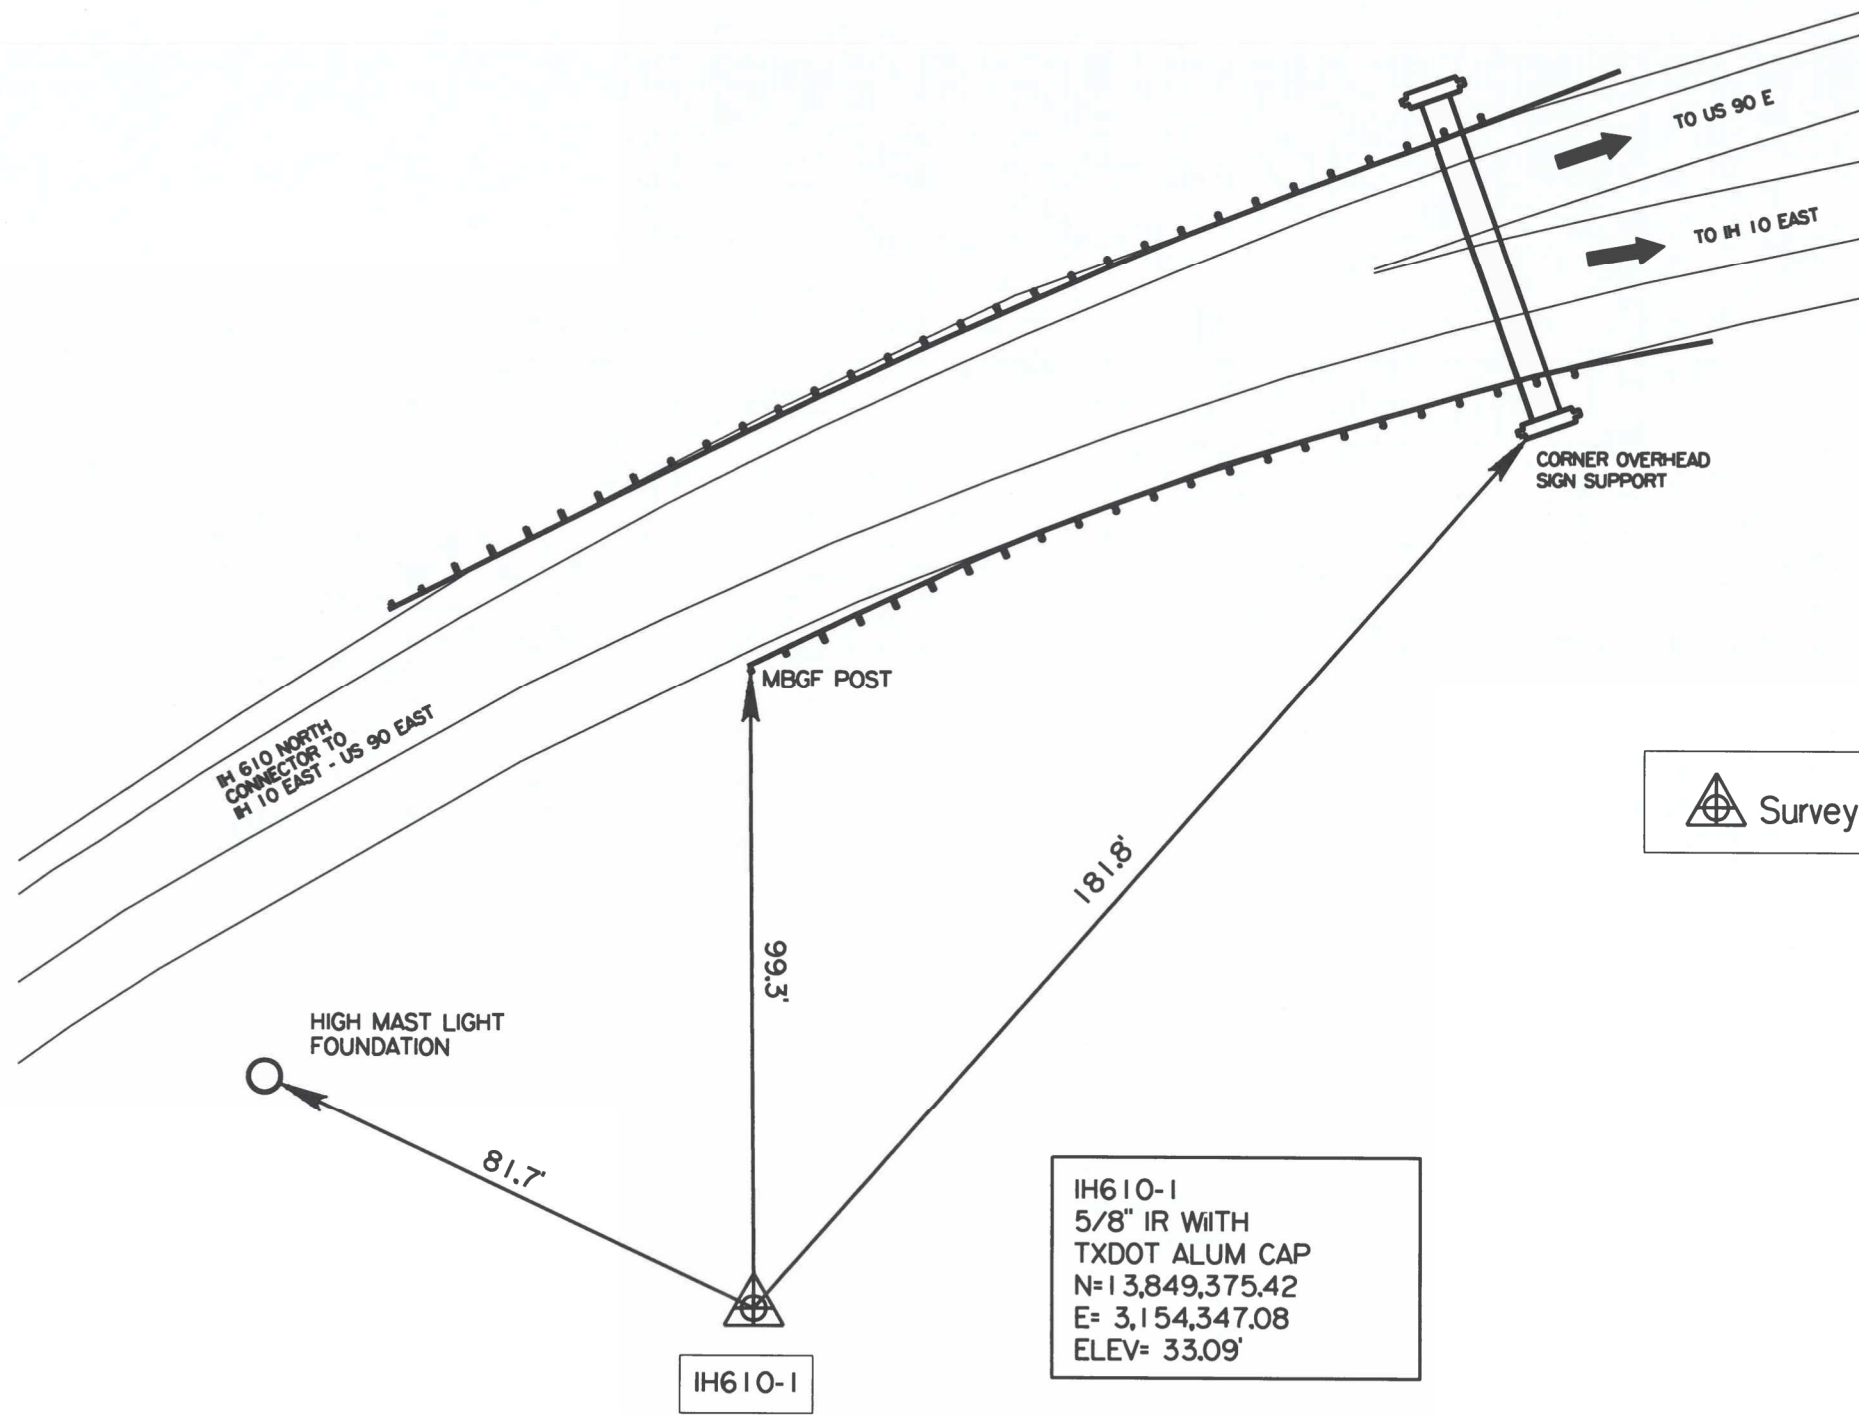 TO US 90 E
TO IH 10 EAST
CORNER OVERHEAD
SIGN SUPPORT
MBGF POST
IH 610 NORTH
CONNECTOR TO
IH 10 EAST - US 90 EAST
Survey
181.8'
99.3'
HIGH MAST LIGHT
FOUNDATION
81.7'
IH610-1
5/8" IR WiITH
TXDOT ALUM CAP
N=13,849,375.42
E= 3,154,347.08
ELEV= 33.09'
IH610-1